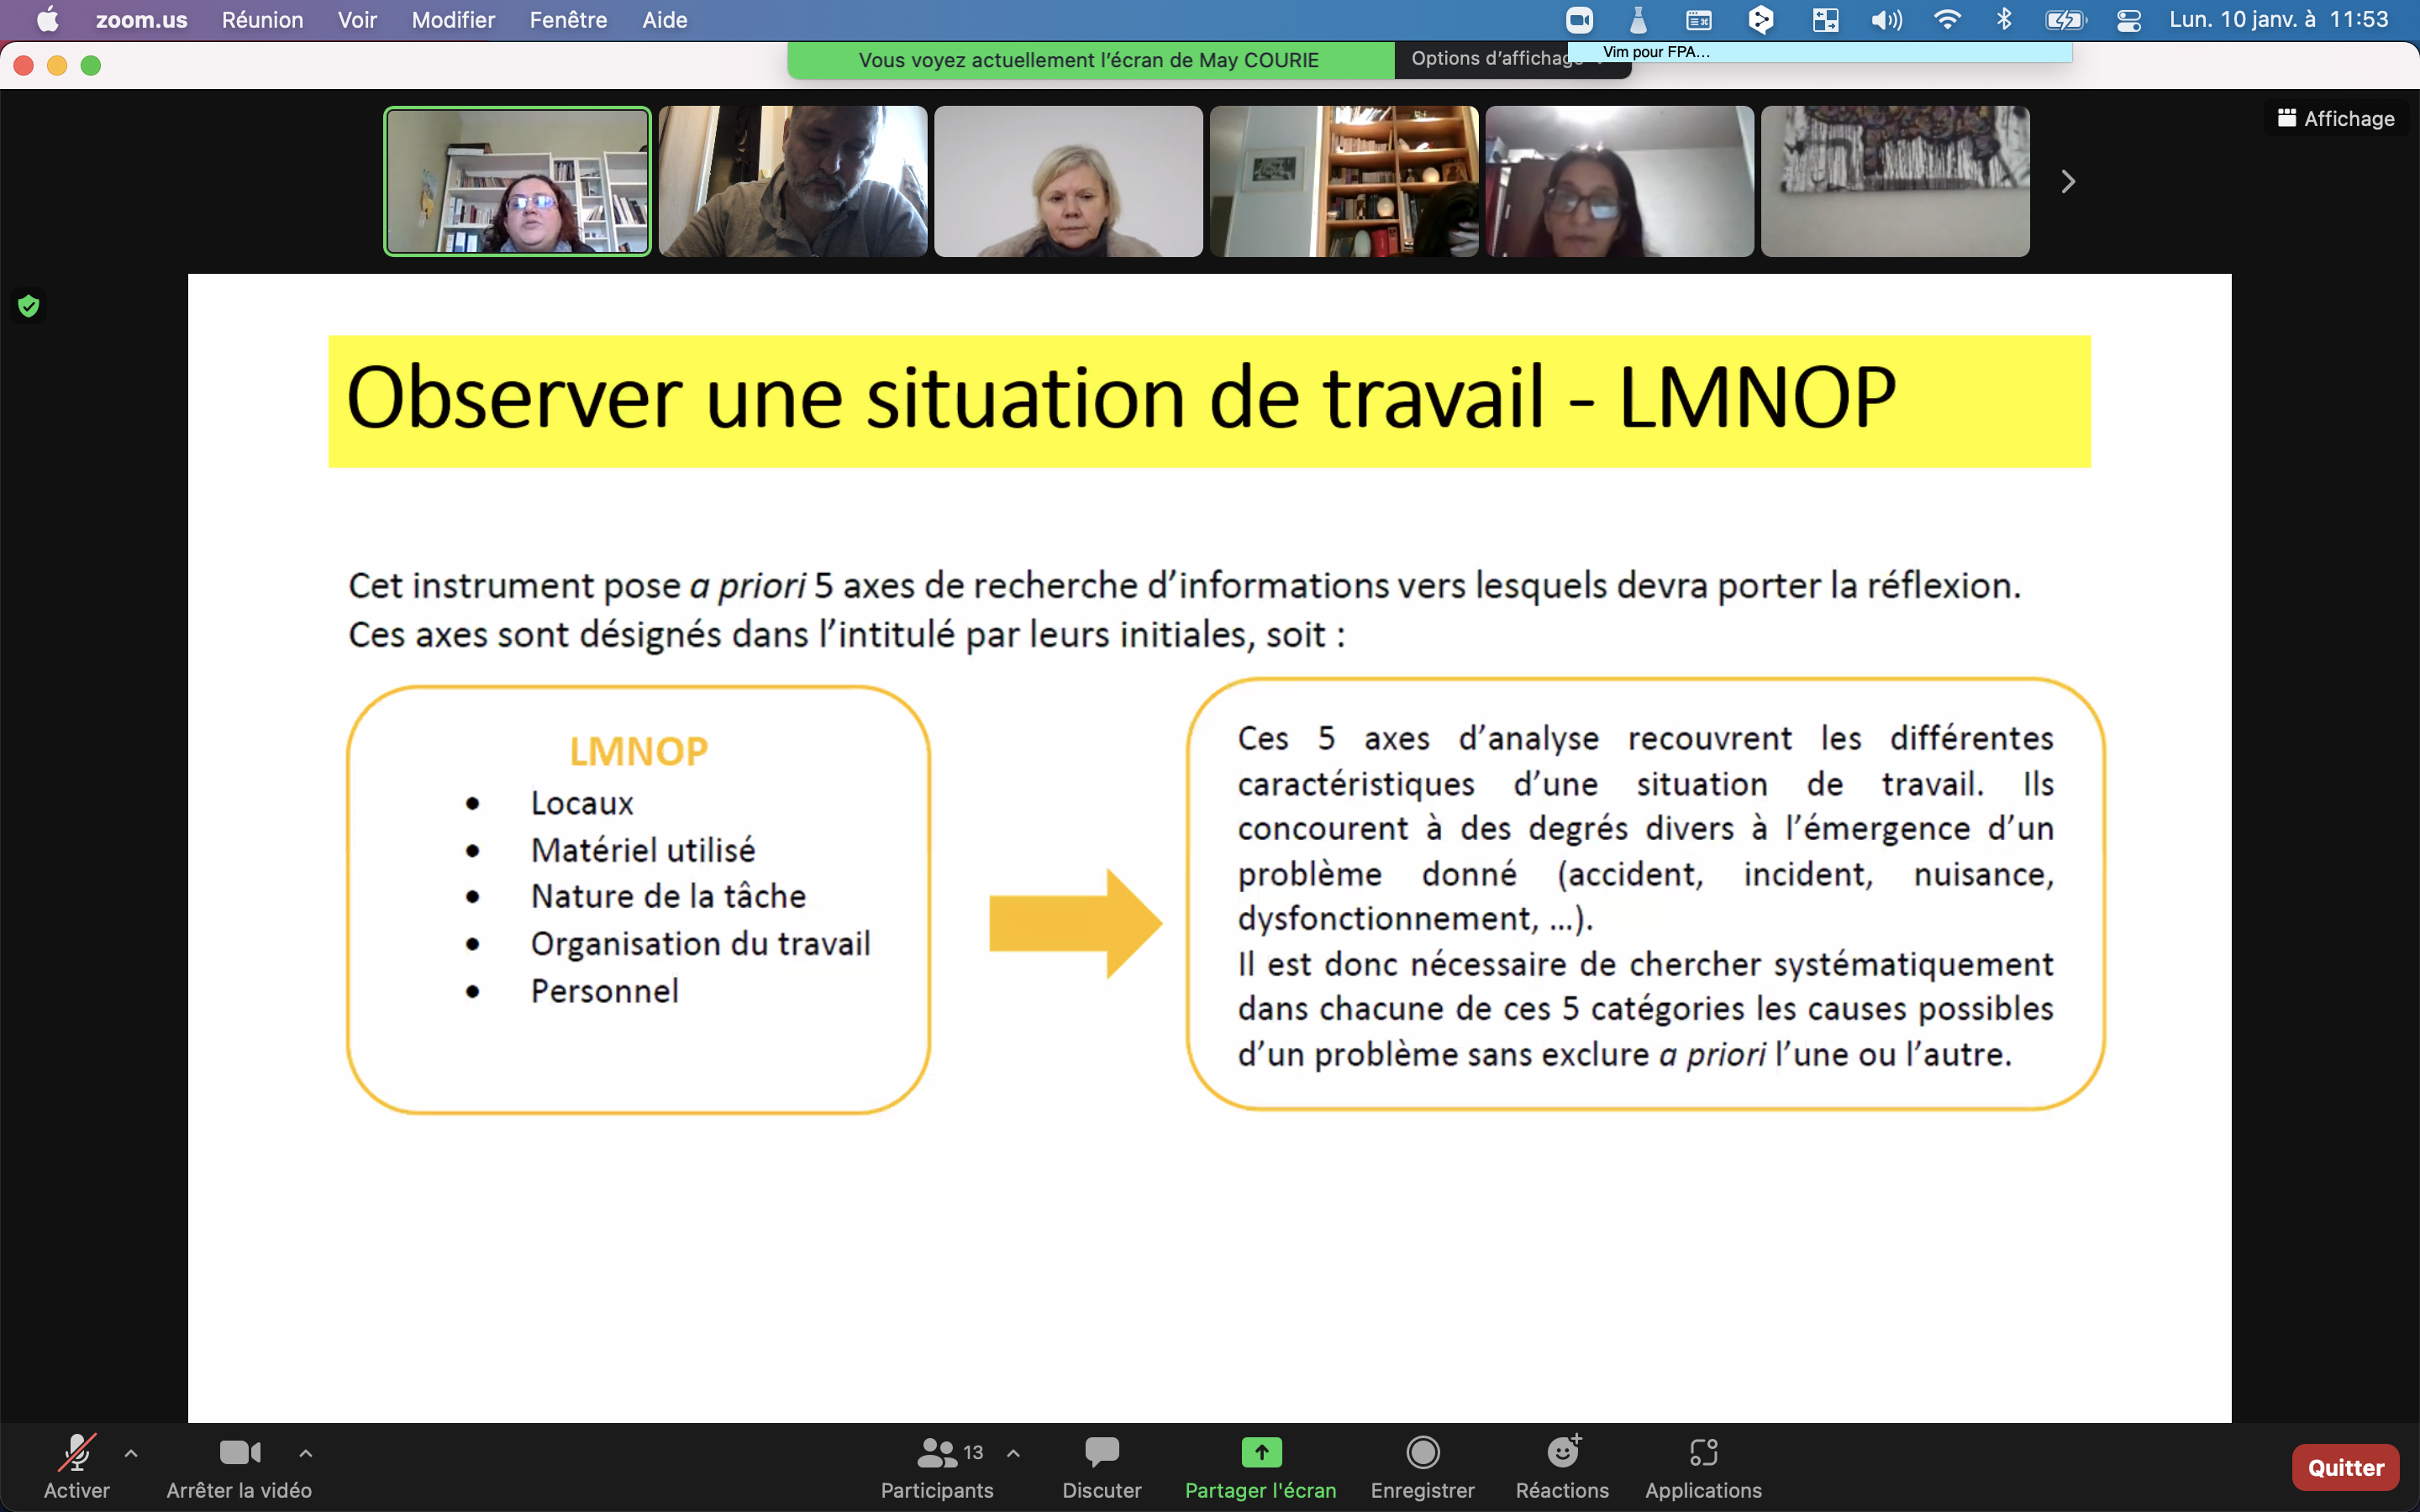 zoom.us Réunion Voir Modifier Fenêtre Aide Lun. 10 janv. à 11:53
Vous voyez actuellement l'écran de May COURIE Options d'affichage Vim pour FPA...
Affichage
Observer une situation de travail - LMNOP
Cet instrument pose a priori 5 axes de recherche d'informations vers lesquels devra porter la réflexion.
Ces axes sont désignés dans l'intitulé par leurs initiales, soit :
LMNOP
• Locaux
• Matériel utilisé
• Nature de la tâche
• Organisation du travail
• Personnel
Ces 5 axes d'analyse recouvrent les différentes
caractéristiques d'une situation de travail. Ils
concourent à des degrés divers à l'émergence d'un
problème donné (accident, incident, nuisance,
dysfonctionnement, ...).
Il est donc nécessaire de chercher systématiquement
dans chacune de ces 5 catégories les causes possibles
d'un problème sans exclure a priori l'une ou l'autre.
13
Activer Arrêter la vidéo Participants Discuter Partager l'écran Enregistrer Réactions Applications Quitter